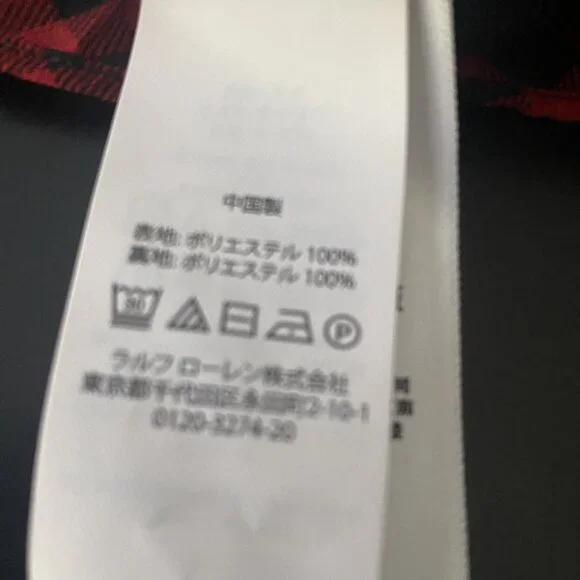 中国製
表地: ポリエステル 100%
裏地: ポリエステル 100%
30
P
ラルフ ローレン株式会社
東京都千代田区永田町2-10-1
0120-3274-20